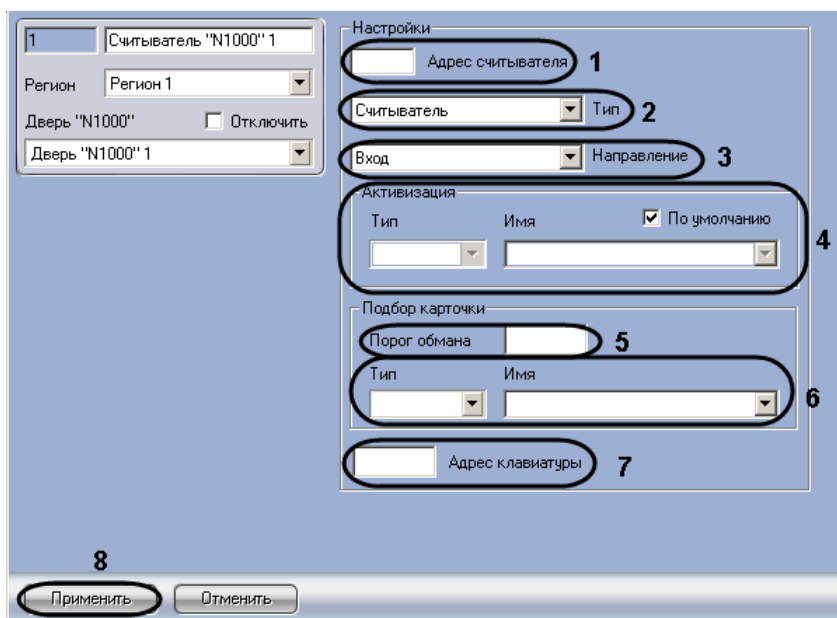 1 Считыватель "N1000" 1
Регион Регион 1
Дверь "N1000" Отключить
Дверь "N1000" 1
Настройки
Адрес считывателя 1
Считыватель Тип 2
Вход Направление 3
Активизация
Тип Имя По умолчанию
4
Подбор карточки
Порог обмана 5
Тип Имя
6
Адрес клавиатуры 7
8
Применить Отменить